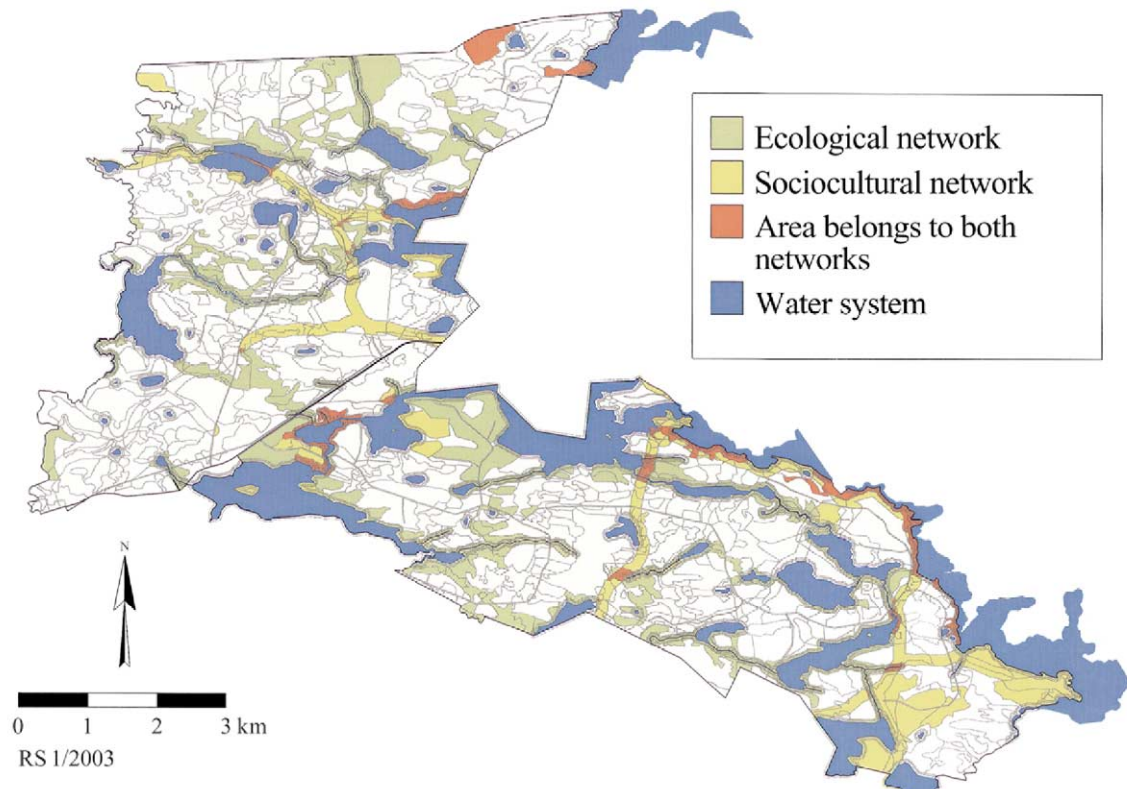 Ecological network
Sociocultural network
Area belongs to both
networks
Water system
N
0 1 2 3 km
RS 1/2003